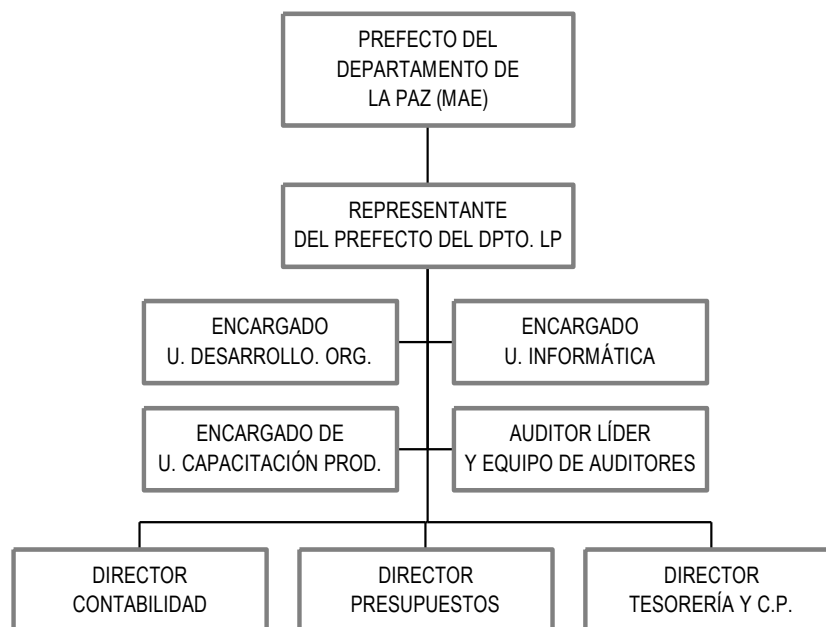 PREFECTO DEL
DEPARTAMENTO DE
LA PAZ (MAE)
REPRESENTANTE
DEL PREFECTO DEL DPTO. LP
ENCARGADO
U. DESARROLLO. ORG.
ENCARGADO
U. INFORMÁTICA
ENCARGADO DE
U. CAPACITACIÓN PROD.
AUDITOR LÍDER
Y EQUIPO DE AUDITORES
DIRECTOR
CONTABILIDAD
DIRECTOR
PRESUPUESTOS
DIRECTOR
TESORERÍA Y C.P.